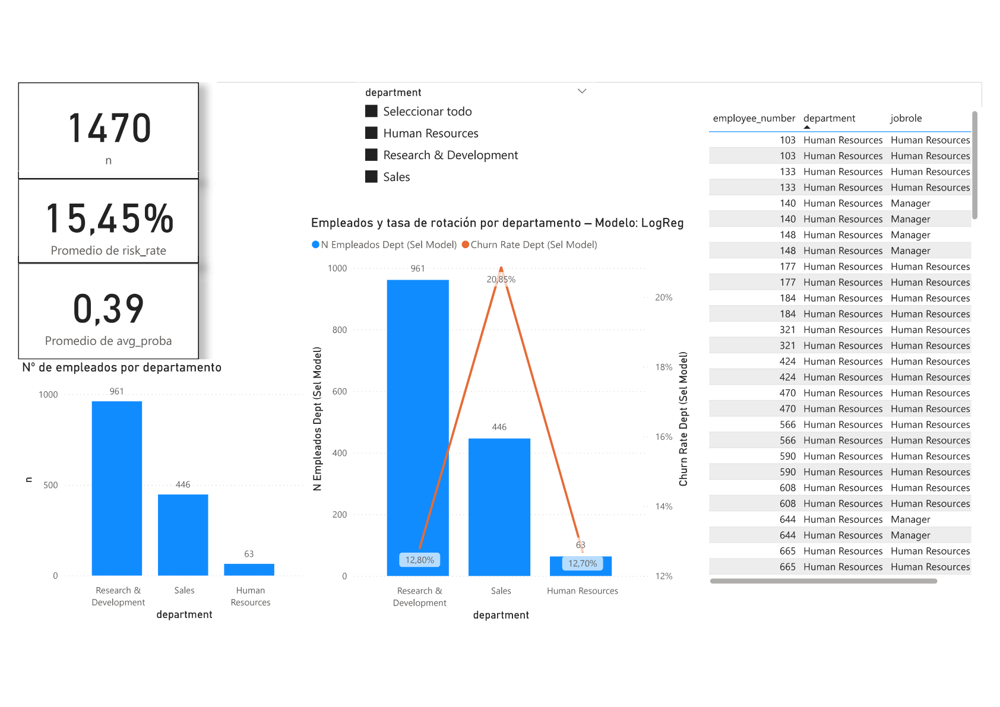 1470
n
15,45%
Promedio de risk_rate
0,39
Promedio de avg_proba
department
Seleccionar todo
Human Resources
Research & Development
Sales
Nº de empleados por departamento
1000
500
0
n
961
446
63
Research &
Development
Sales
Human
Resources
department
Empleados y tasa de rotación por departamento – Modelo: LogReg
N Empleados Dept (Sel Model) Churn Rate Dept (Sel Model)
N Empleados Dept (Sel Model)
1000
800
600
400
200
0
961
446
63
12,80%
20,85%
12,70%
20%
18%
16%
14%
12%
Churn Rate Dept (Sel Model)
Research &
Development
Sales
Human Resources
department
employee_number department jobrole
103 Human Resources Human Resources
103 Human Resources Human Resources
133 Human Resources Human Resources
133 Human Resources Human Resources
140 Human Resources Manager
140 Human Resources Manager
148 Human Resources Manager
148 Human Resources Manager
177 Human Resources Human Resources
177 Human Resources Human Resources
184 Human Resources Human Resources
184 Human Resources Human Resources
321 Human Resources Human Resources
321 Human Resources Human Resources
424 Human Resources Human Resources
424 Human Resources Human Resources
470 Human Resources Human Resources
470 Human Resources Human Resources
566 Human Resources Human Resources
566 Human Resources Human Resources
590 Human Resources Human Resources
590 Human Resources Human Resources
608 Human Resources Human Resources
608 Human Resources Human Resources
644 Human Resources Manager
644 Human Resources Manager
665 Human Resources Human Resources
665 Human Resources Human Resources